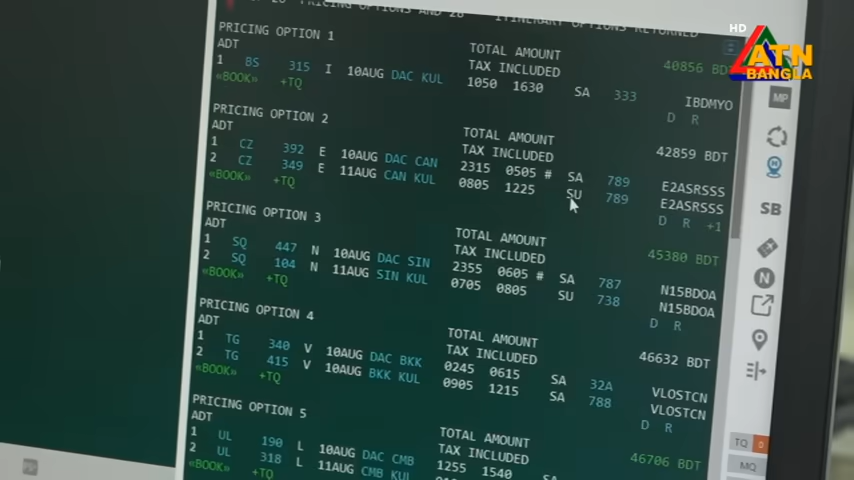 PRICING OPTIONS AND 28 ITINERARY OPTIONS RETURNED
PRICING OPTION 1
ADT TOTAL AMOUNT 40856 BDT
TAX INCLUDED
1 BS 315 I 10AUG DAC KUL 1050 1630 SA 333 IBDMYO
«BOOK» +TQ D R
PRICING OPTION 2
ADT TOTAL AMOUNT 42859 BDT
TAX INCLUDED
1 CZ 392 E 10AUG DAC CAN 2315 0505 # SA 789 E2ASRSSS
2 CZ 349 E 11AUG CAN KUL 0805 1225 SU 789 E2ASRSSS
«BOOK» +TQ D R +1
PRICING OPTION 3
ADT TOTAL AMOUNT 45380 BDT
TAX INCLUDED
1 SQ 447 N 10AUG DAC SIN 2355 0605 # SA 787 N15BDOA
2 SQ 104 N 11AUG SIN KUL 0705 0805 SU 738 N15BDOA
«BOOK» +TQ D R
PRICING OPTION 4
ADT TOTAL AMOUNT 46632 BDT
TAX INCLUDED
1 TG 340 V 10AUG DAC BKK 0245 0615 SA 32A VLOSTCN
2 TG 415 V 10AUG BKK KUL 0905 1215 SA 788 VLOSTCN
«BOOK» +TQ D R
PRICING OPTION 5
ADT TOTAL AMOUNT 46706 BDT
TAX INCLUDED
1 UL 190 L 10AUG DAC CMB 1255 1540
2 UL 318 L 11AUG CMB KUL
«BOOK» +TQ
HD
ATN
BANGLA
MP
SB
N
TQ 0
MQ